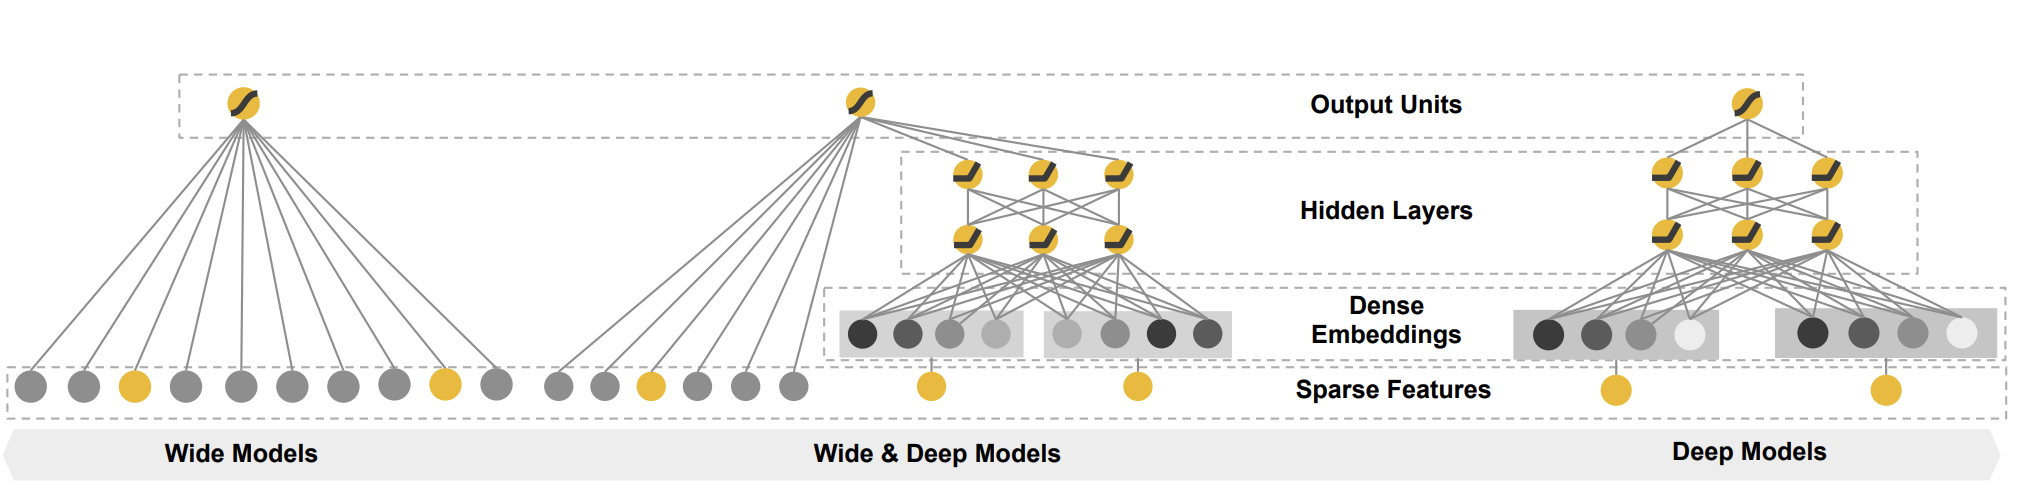 Output Units
Hidden Layers
Dense
Embeddings
Sparse Features
Wide Models
Wide & Deep Models
Deep Models